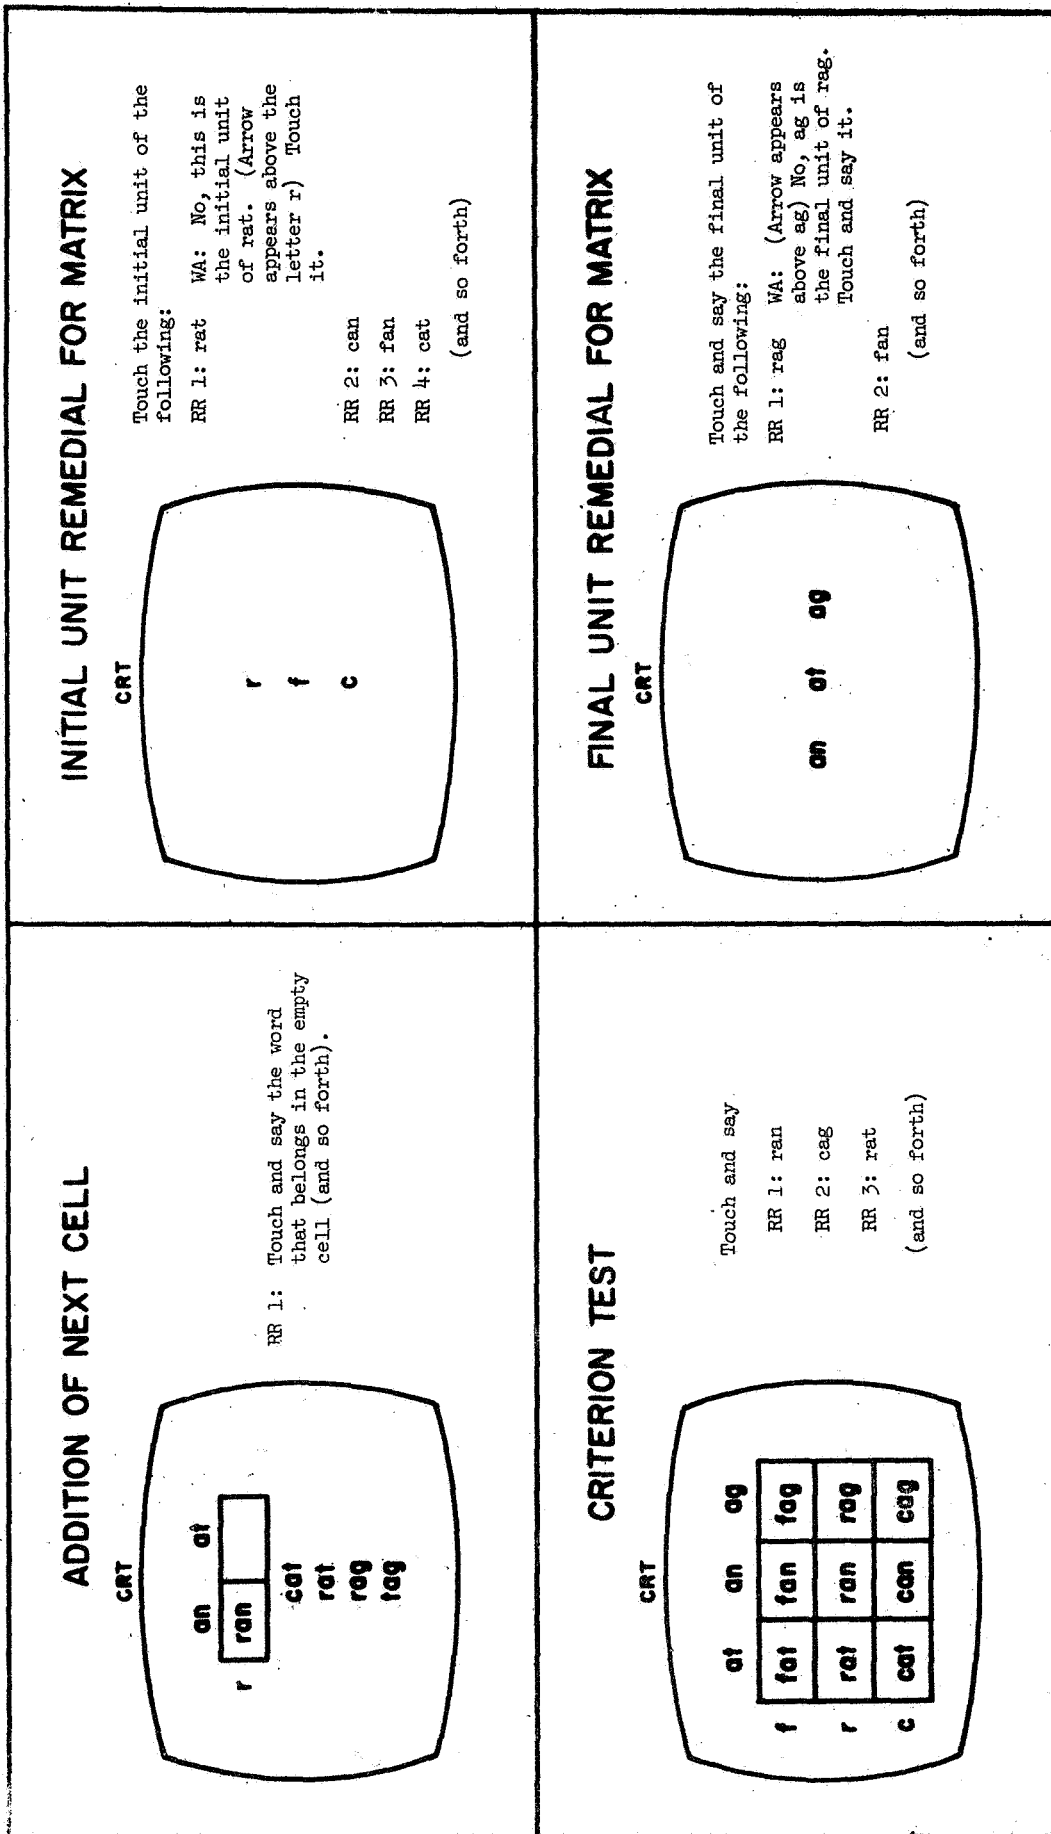 ADDITION OF NEXT CELL
CRT
an at
r ran
cat
rat
rag
tag
RR 1: Touch and say the word
that belongs in the empty
cell (and so forth).
INITIAL UNIT REMEDIAL FOR MATRIX
CRT
r
f
c
Touch the initial unit of the
following:
RR 1: rat WA: No, this is
the initial unit
of rat. (Arrow
appears above the
letter r) Touch
it.
RR 2: can
RR 3: fan
RR 4: cat
(and so forth)
CRITERION TEST
CRT
at an ag
f fat fan fag
r rat ran rag
c cat can cag
Touch and say
RR 1: ran
RR 2: cag
RR 3: rat
(and so forth)
FINAL UNIT REMEDIAL FOR MATRIX
CRT
an at ag
Touch and say the final unit of
the following:
RR 1: rag WA: (Arrow appears
above ag) No, ag is
the final unit of rag.
Touch and say it.
RR 2: fan
(and so forth)